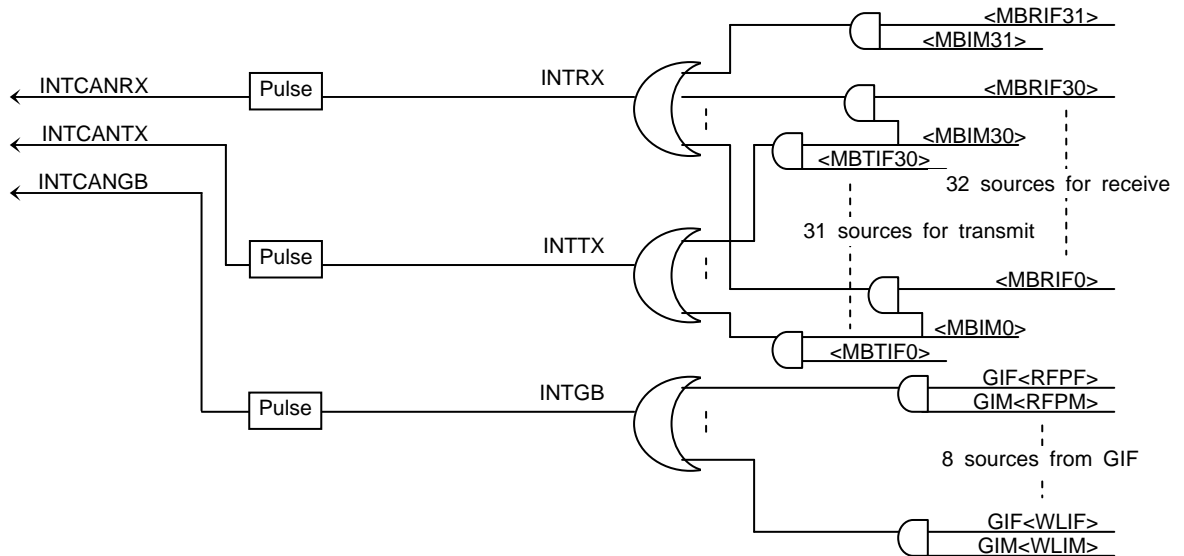 <MBRIF31>
<MBIM31>
INTCANRX
Pulse
INTRX
<MBRIF30>
INTCANTX
<MBIM30>
<MBTIF30>
INTCANGB
32 sources for receive
31 sources for transmit
Pulse
INTTX
<MBRIF0>
<MBIM0>
<MBTIF0>
GIF<RFPF>
Pulse
INTGB
GIM<RFPM>
8 sources from GIF
GIF<WLIF>
GIM<WLIM>